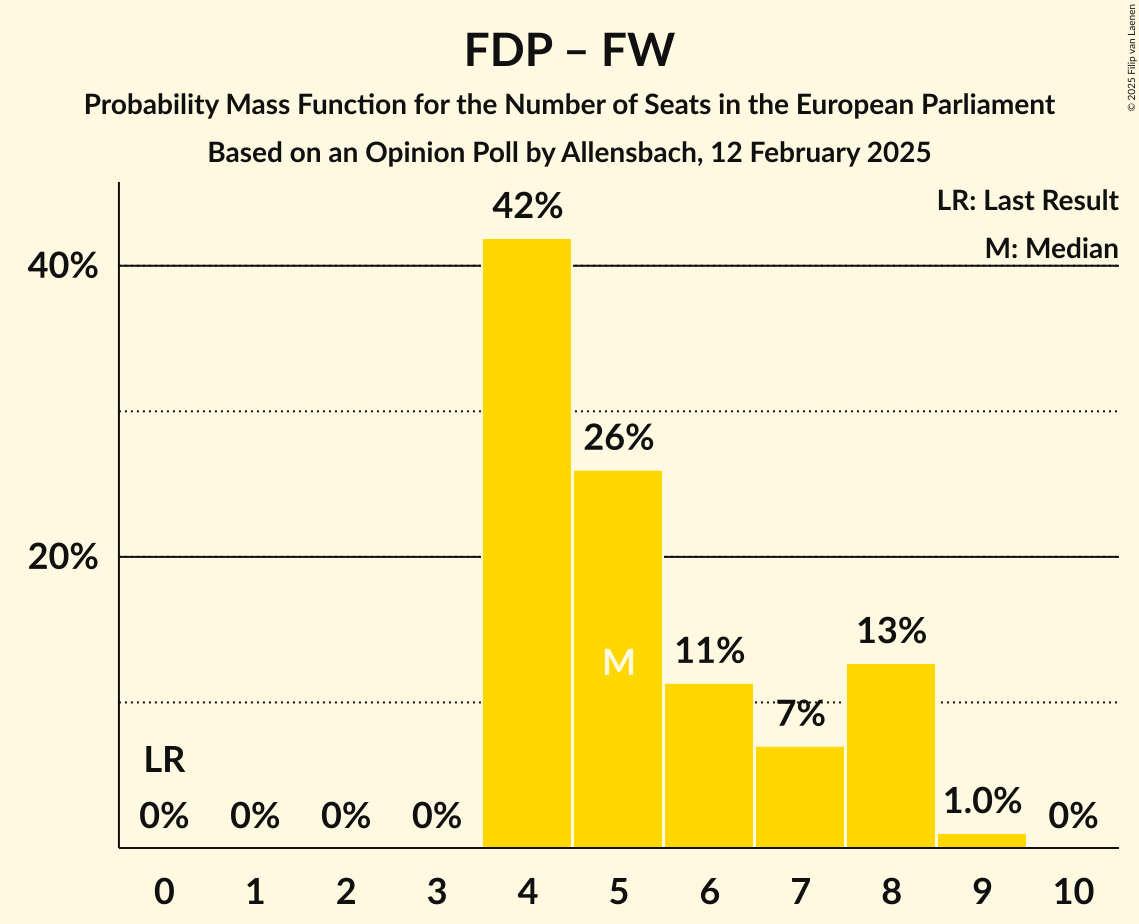 FDP – FW
Probability Mass Function for the Number of Seats in the European Parliament
Based on an Opinion Poll by Allensbach, 12 February 2025
© 2025 Filip van Laenen
LR: Last Result
M: Median
40%
20%
42%
26%
M
11%
7%
13%
1.0%
LR
0% 0% 0% 0% 0%
0 1 2 3 4 5 6 7 8 9 10